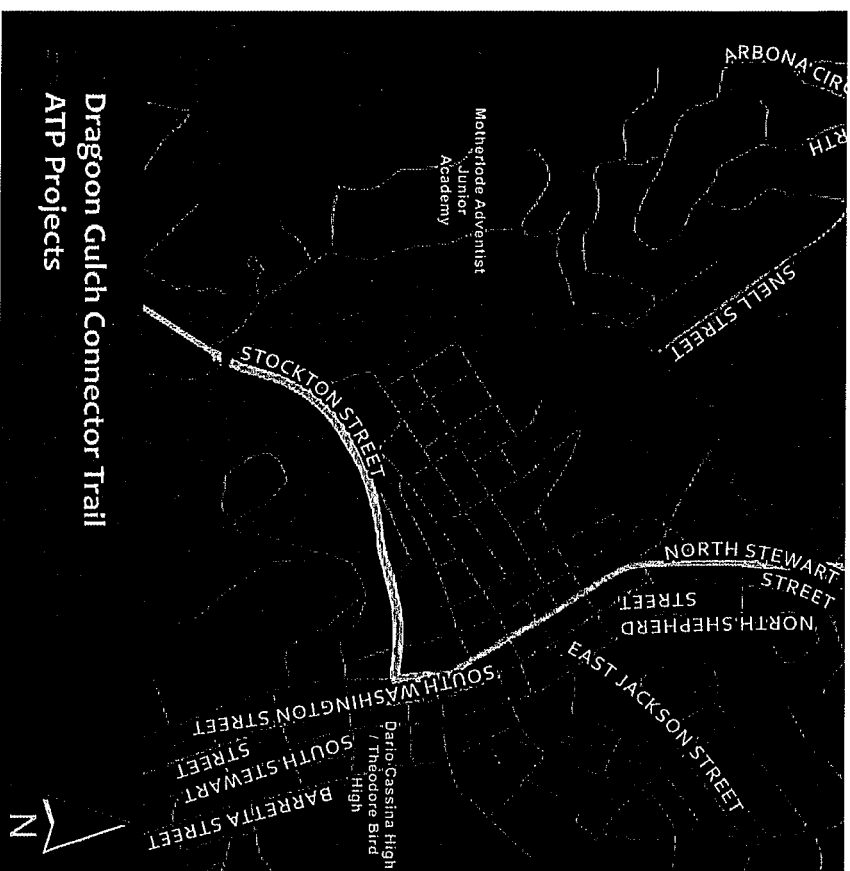 Dragoon Gulch Connector Trail
ATP Projects
Motherlode Adventist
Junior
Academy
ARBONA CIRC
RTH
SNELL STREET
STOCKTON STREET
NORTH STEWART
STREET
NORTH SHEPHERD
STREET
EAST JACKSON STREET
SOUTH WASHINGTON STREET
SOUTH STEWART
STREET
BARRETTA STREET
Dario Cassina High
/ Theodore Bird
High
N